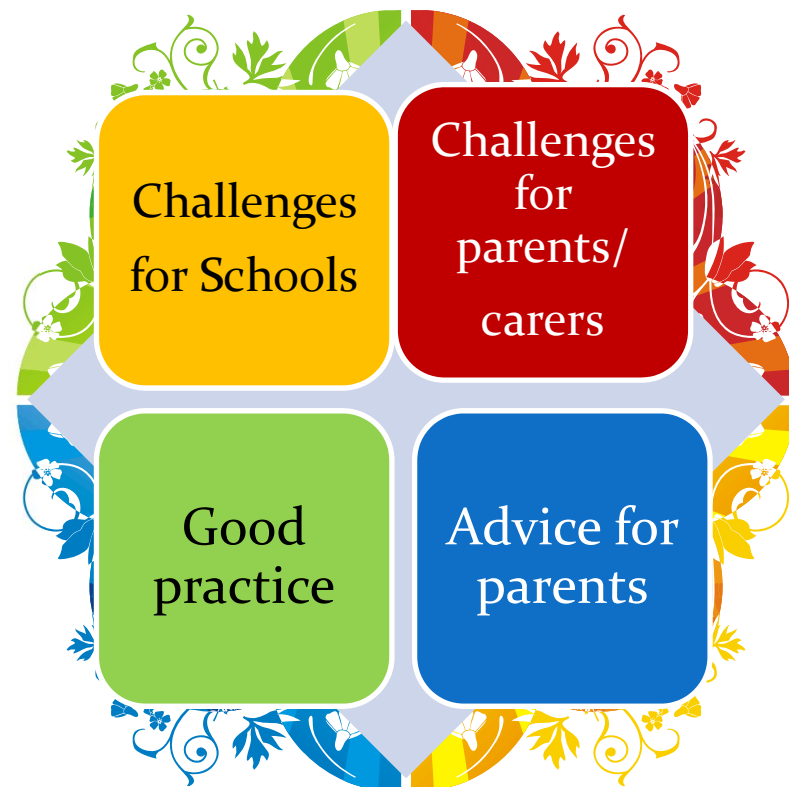 Challenges
for Schools
Challenges
for
parents/
carers
Good
practice
Advice for
parents